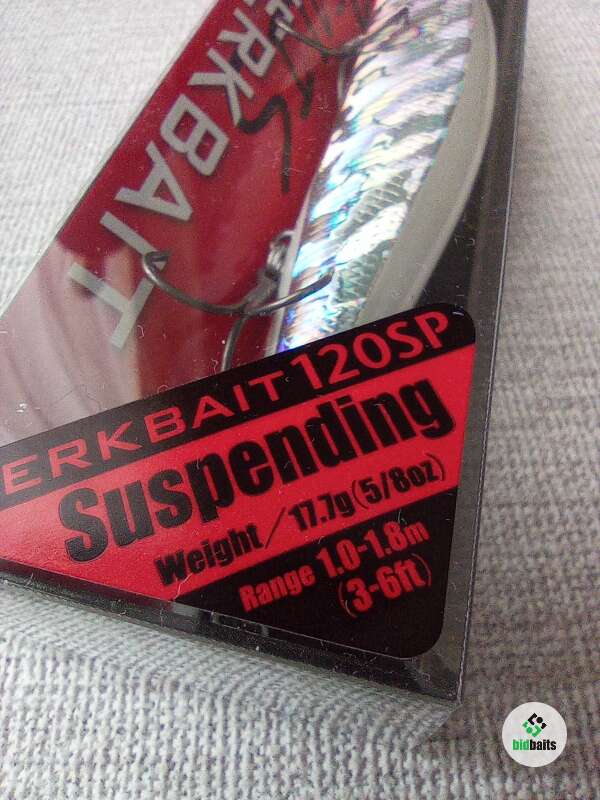 ERKBAIT
ERKBAIT 120SP
Suspending
Weight/17.7g(5/8oz)
Range 1.0-1.8m
(3-6ft)
bidbaits